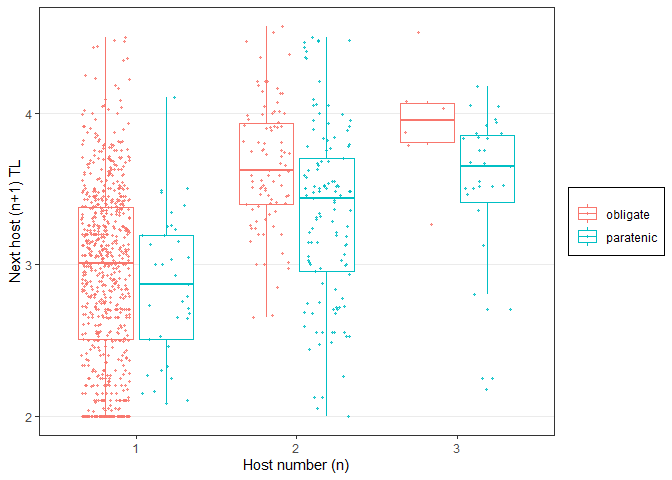 Next host (n+1) TL
4
3
2
1
2
3
Host number (n)
obligate
paratenic